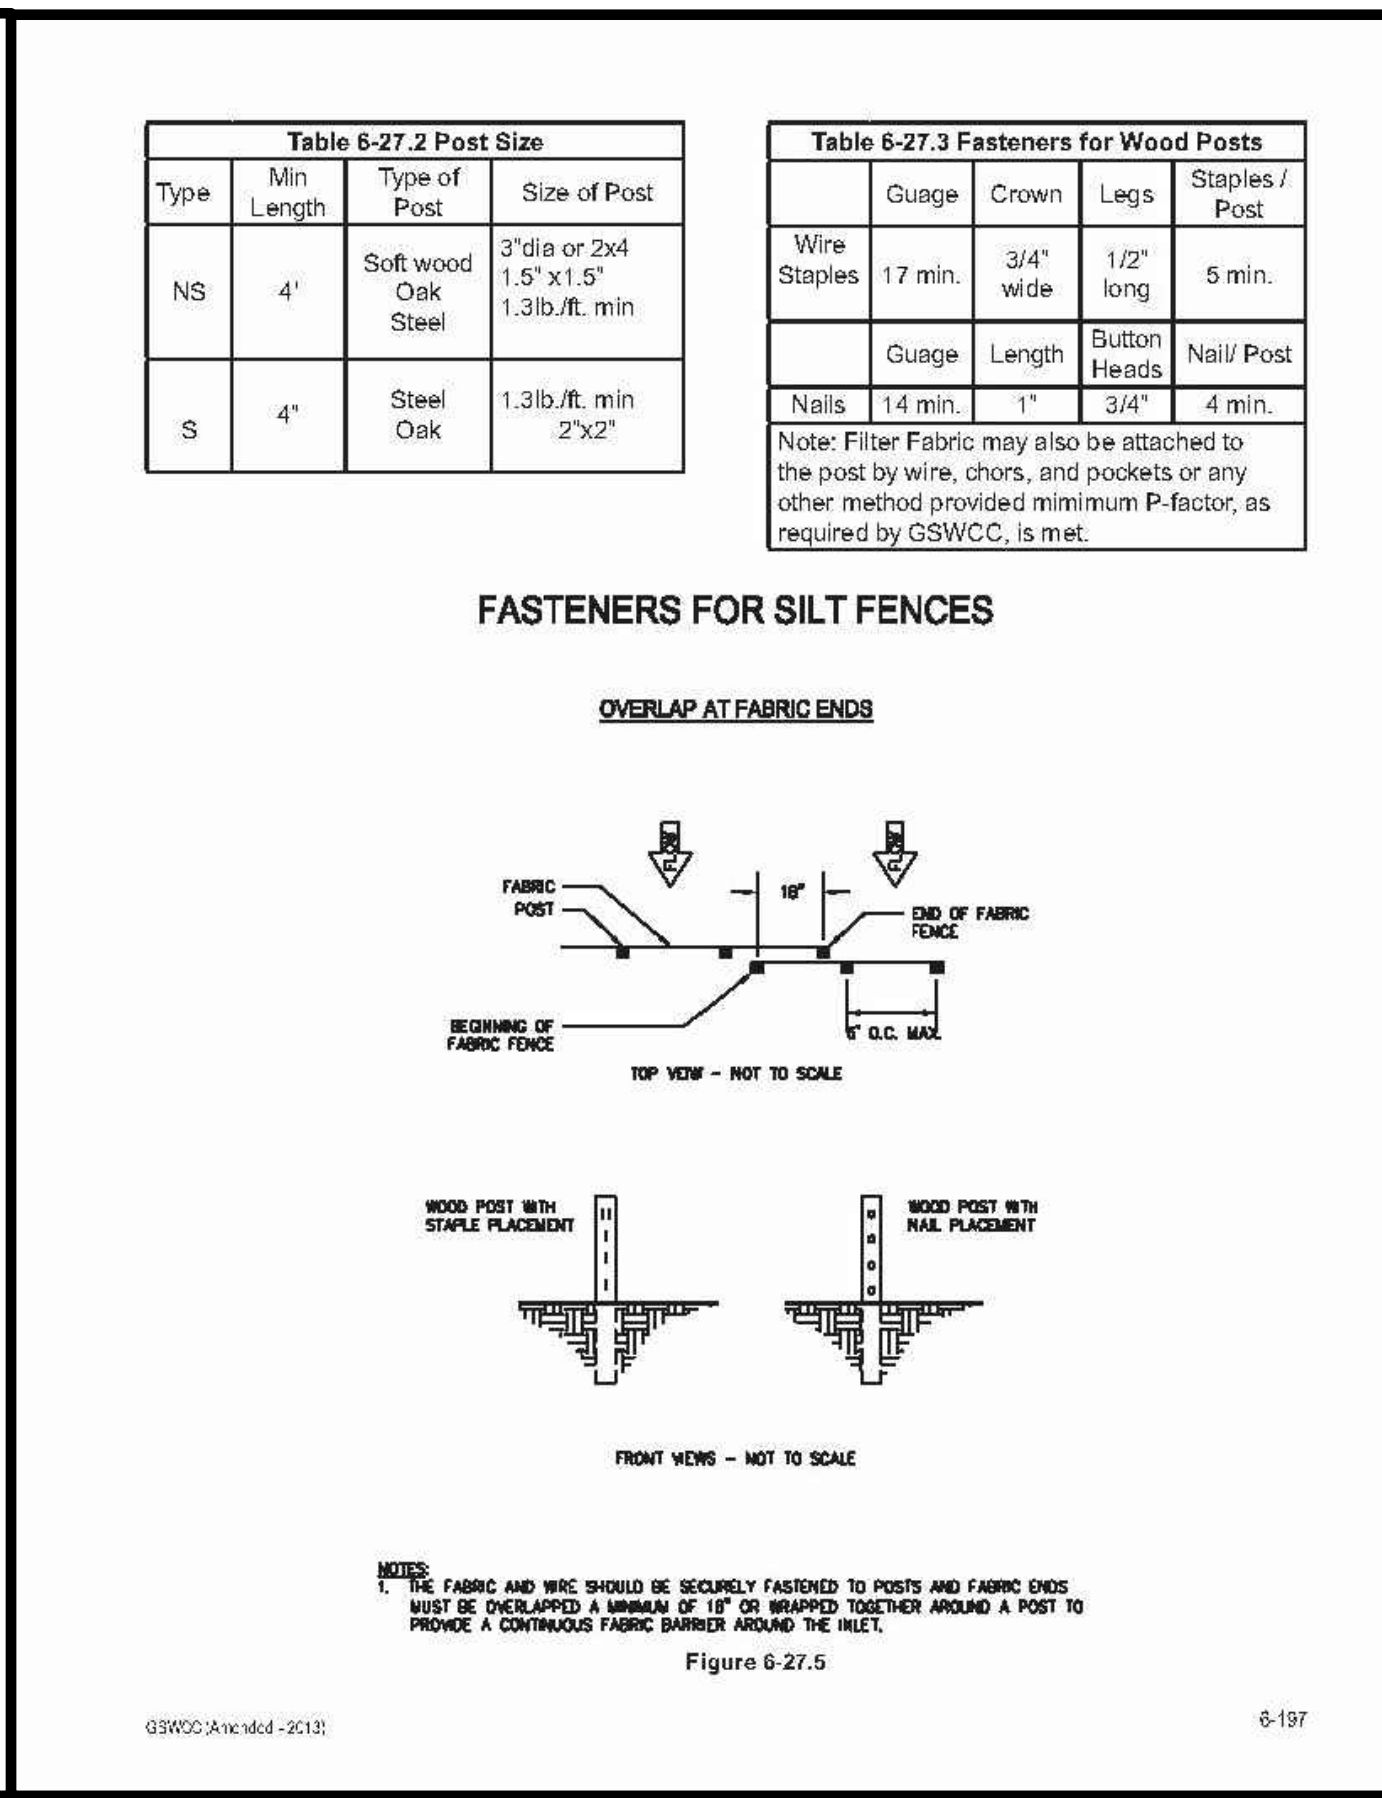 Table 6-27.2 Post Size
Type
Min
Length
Type of
Post
Size of Post
NS
4'
Soft wood
Oak
Steel
3"dia or 2x4
1.5" x1.5"
1.3lb./ft. min
S
4"
Steel
Oak
1.3lb./ft. min
2"x2"
Table 6-27.3 Fasteners for Wood Posts
Guage
Crown
Legs
Staples /
Post
Wire
Staples
17 min.
3/4"
wide
1/2"
long
5 min.
Guage
Length
Button
Heads
Nail/ Post
Nails
14 min.
1"
3/4"
4 min.
Note: Filter Fabric may also be attached to
the post by wire, chors, and pockets or any
other method provided mimimum P-factor, as
required by GSWCC, is met.
FASTENERS FOR SILT FENCES
OVERLAP AT FABRIC ENDS
FLOW
FLOW
FABRIC
POST
18"
END OF FABRIC
FENCE
BEGINNING OF
FABRIC FENCE
6" O.C. MAX.
TOP VIEW - NOT TO SCALE
WOOD POST WITH
STAPLE PLACEMENT
WOOD POST WITH
NAIL PLACEMENT
FRONT VIEWS - NOT TO SCALE
NOTES:
1. THE FABRIC AND WIRE SHOULD BE SECURELY FASTENED TO POSTS AND FABRIC ENDS
MUST BE OVERLAPPED A MINIMUM OF 18" OR WRAPPED TOGETHER AROUND A POST TO
PROVIDE A CONTINUOUS FABRIC BARRIER AROUND THE INLET.
Figure 6-27.5
GSWCC (Amended - 2013)
6-197